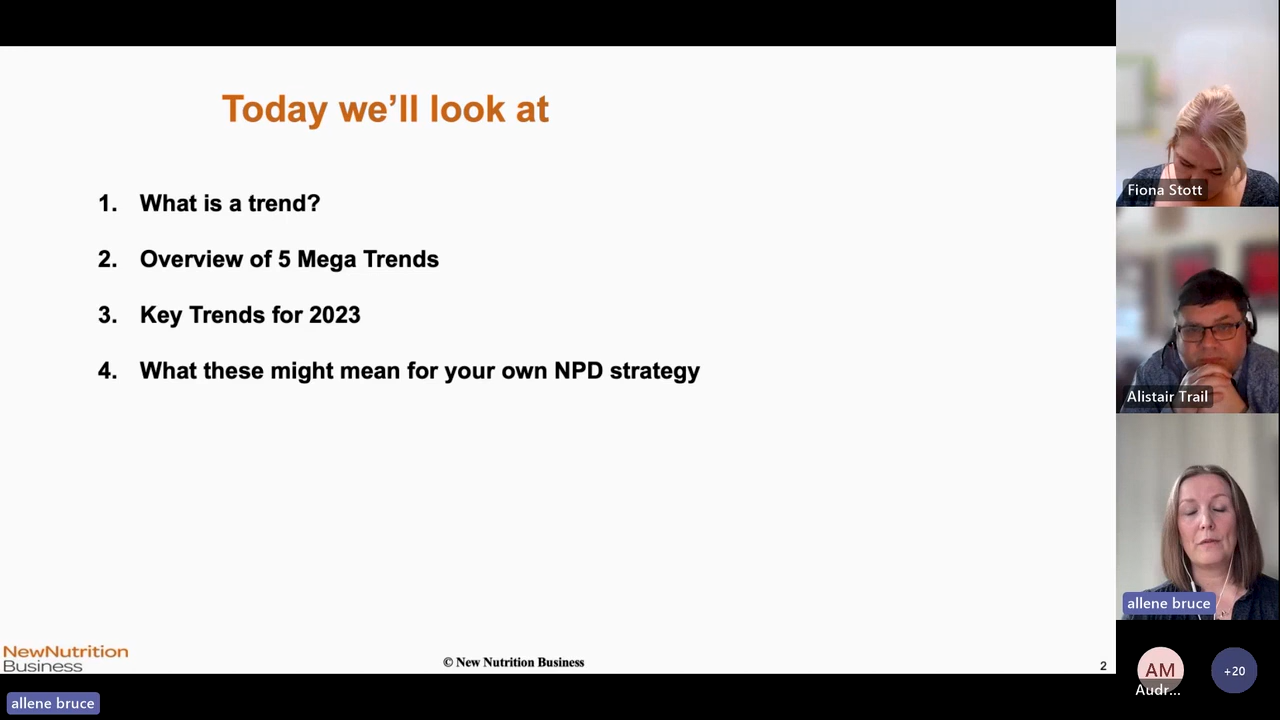 Today we’ll look at
1. What is a trend?
2. Overview of 5 Mega Trends
3. Key Trends for 2023
4. What these might mean for your own NPD strategy
NewNutrition
Business
© New Nutrition Business
2
allene bruce
Fiona Stott
Alistair Trail
allene bruce
AM
Audr...
+20